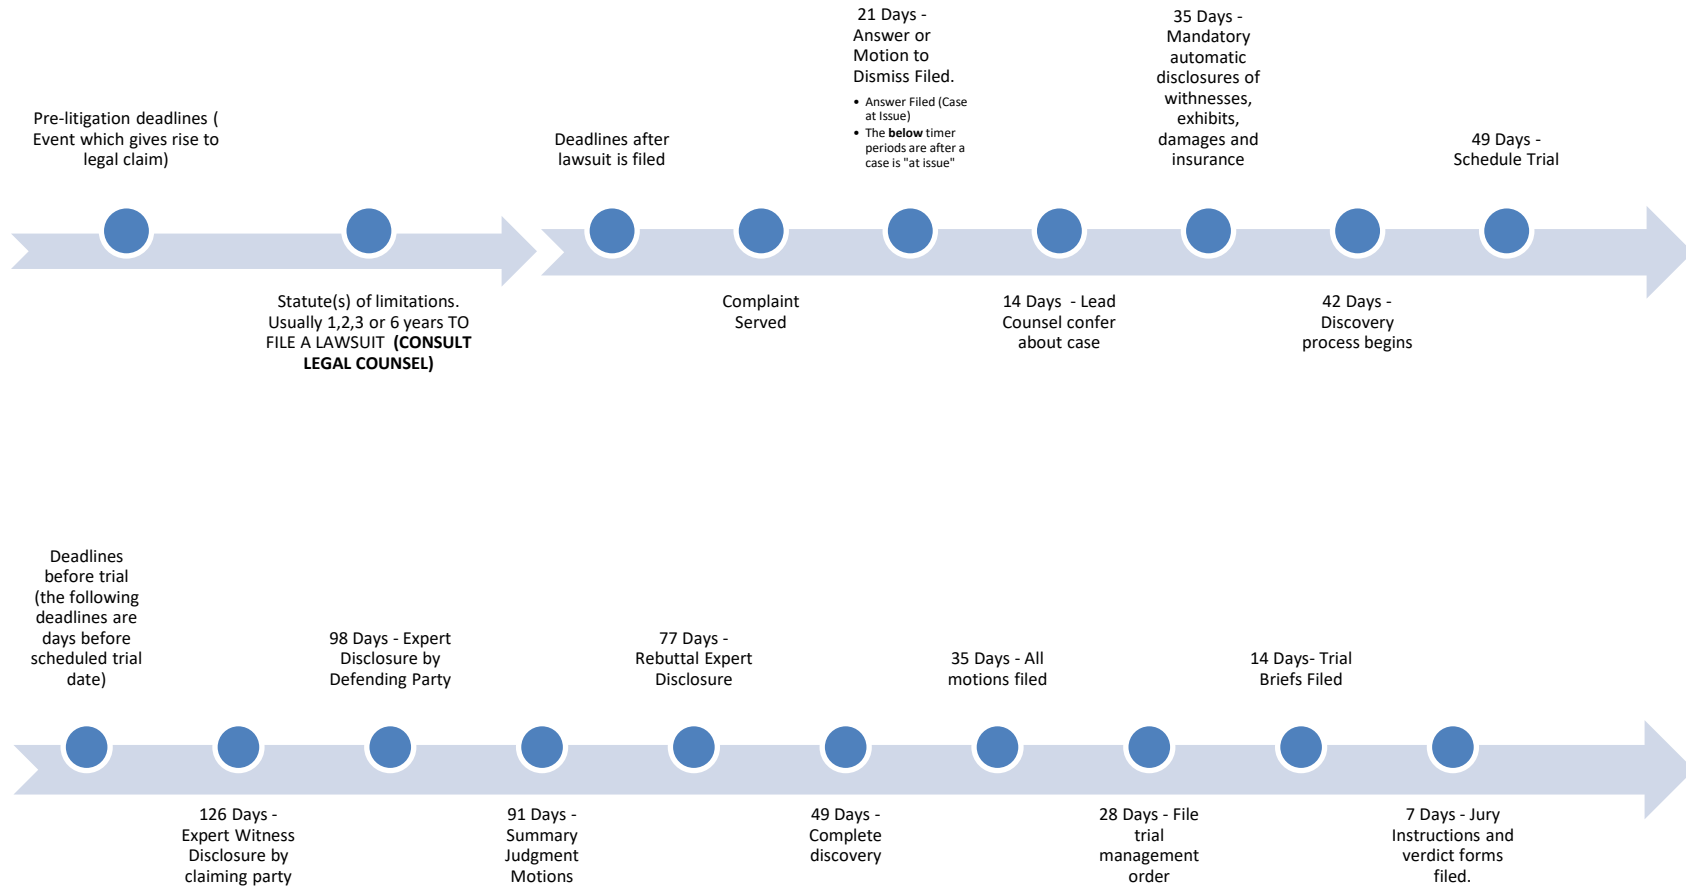 Pre-litigation deadlines (
Event which gives rise to
legal claim)
Statute(s) of limitations.
Usually 1,2,3 or 6 years TO
FILE A LAWSUIT (CONSULT
LEGAL COUNSEL)
Deadlines after
lawsuit is filed
Complaint
Served
21 Days -
Answer or
Motion to
Dismiss Filed.
• Answer Filed (Case
at Issue)
• The below timer
periods are after a
case is "at issue"
14 Days - Lead
Counsel confer
about case
35 Days -
Mandatory
automatic
disclosures of
withnesses,
exhibits,
damages and
insurance
42 Days -
Discovery
process begins
49 Days -
Schedule Trial
Deadlines
before trial
(the following
deadlines are
days before
scheduled trial
date)
126 Days -
Expert Witness
Disclosure by
claiming party
98 Days - Expert
Disclosure by
Defending Party
91 Days -
Summary
Judgment
Motions
77 Days -
Rebuttal Expert
Disclosure
49 Days -
Complete
discovery
35 Days - All
motions filed
28 Days - File
trial
management
order
14 Days- Trial
Briefs Filed
7 Days - Jury
Instructions and
verdict forms
filed.